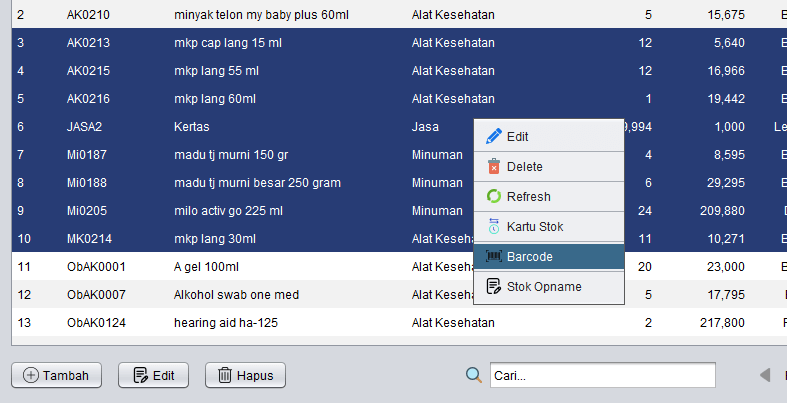 2 AK0210 minyak telon my baby plus 60ml Alat Kesehatan 5 15,675 E
3 AK0213 mkp cap lang 15 ml Alat Kesehatan 12 5,640 E
4 AK0215 mkp lang 55 ml Alat Kesehatan 12 16,966 E
5 AK0216 mkp lang 60ml Alat Kesehatan 1 19,442 E
6 JASA2 Kertas Jasa 9,994 1,000 Le
7 Mi0187 madu tj murni 150 gr Minuman 4 8,595 E
8 Mi0188 madu tj murni besar 250 gram Minuman 6 29,295 E
9 Mi0205 milo activ go 225 ml Minuman 24 209,880
10 MK0214 mkp lang 30ml Alat Keseha 11 10,271 E
11 ObAK0001 A gel 100ml Alat Keseha 20 23,000 E
12 ObAK0007 Alkohol swab one med Alat Keseha 5 17,795
13 ObAK0124 hearing aid ha-125 Alat Kesehatan 2 217,800
Edit
Delete
Refresh
Kartu Stok
Barcode
Stok Opname
Tambah Edit Hapus Cari...